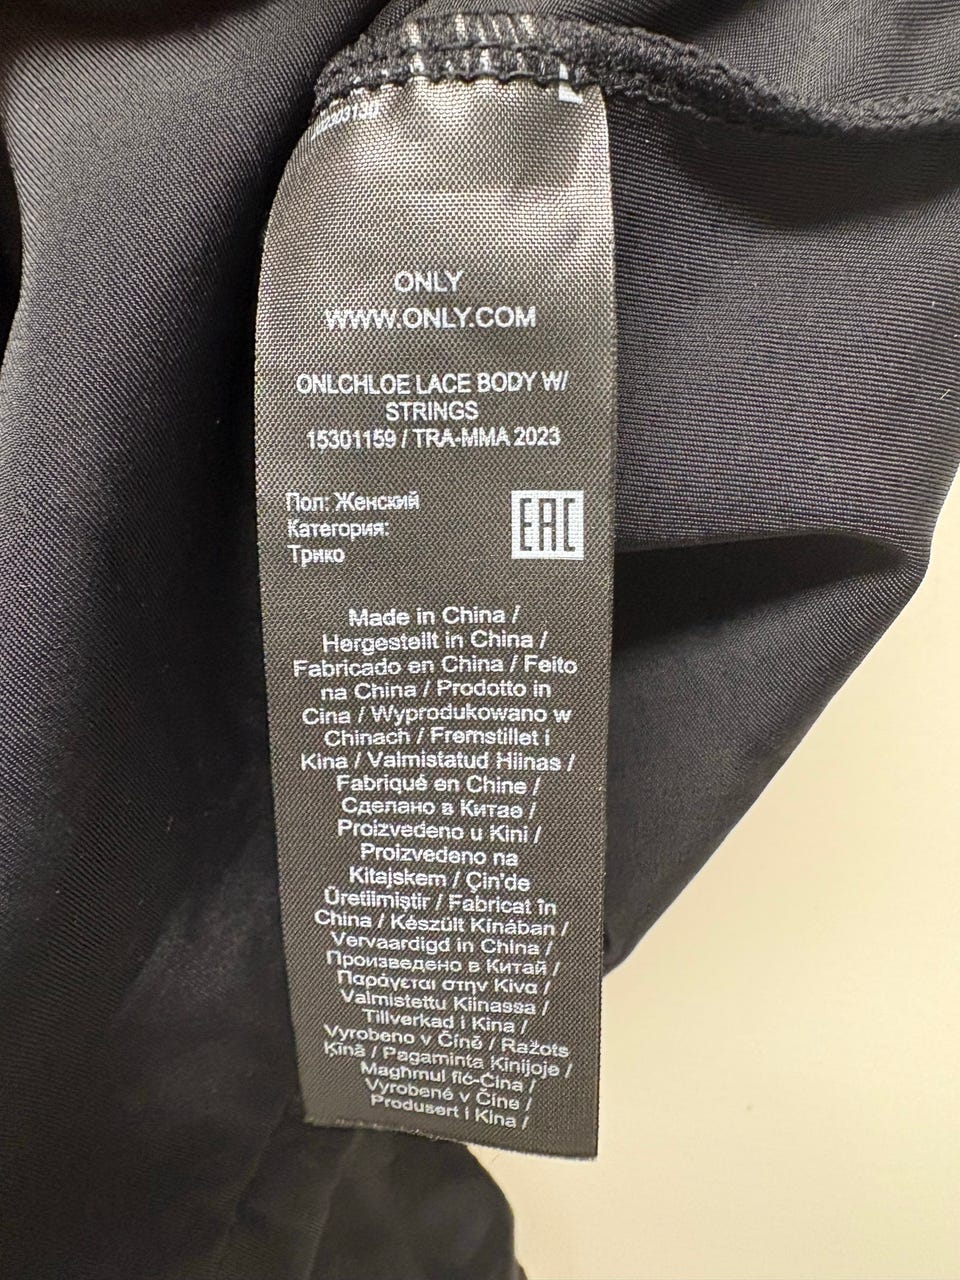 ONLY
WWW.ONLY.COM
ONLCHLOE LACE BODY W/
STRINGS
15301159 / TRA-MMA 2023
Пол: Женский
Категория:
Трико
EAC
Made in China /
Hergestellt in China /
Fabricado en China / Feito
na China / Prodotto in
Cina / Wyprodukowano w
Chinach / Fremstillet i
Kina / Valmistatud Hiinas /
Fabriqué en Chine /
Сделано в Китае /
Proizvedeno u Kini /
Proizvedeno na
Kitajskem / Çin'de
Üretilmiştir / Fabricat în
China / Készült Kínában /
Vervaardigd in China /
Произведено в Китай /
Παράγεται στην Κίνα /
Valmistettu Kiinassa /
Tillverkad i Kina /
Vyrobeno v Číně / Ražots
Ķīnā / Pagaminta Kinijoje /
Magħmul fiċ-Ċina /
Vyrobené v Číne /
Produsert i Kina /